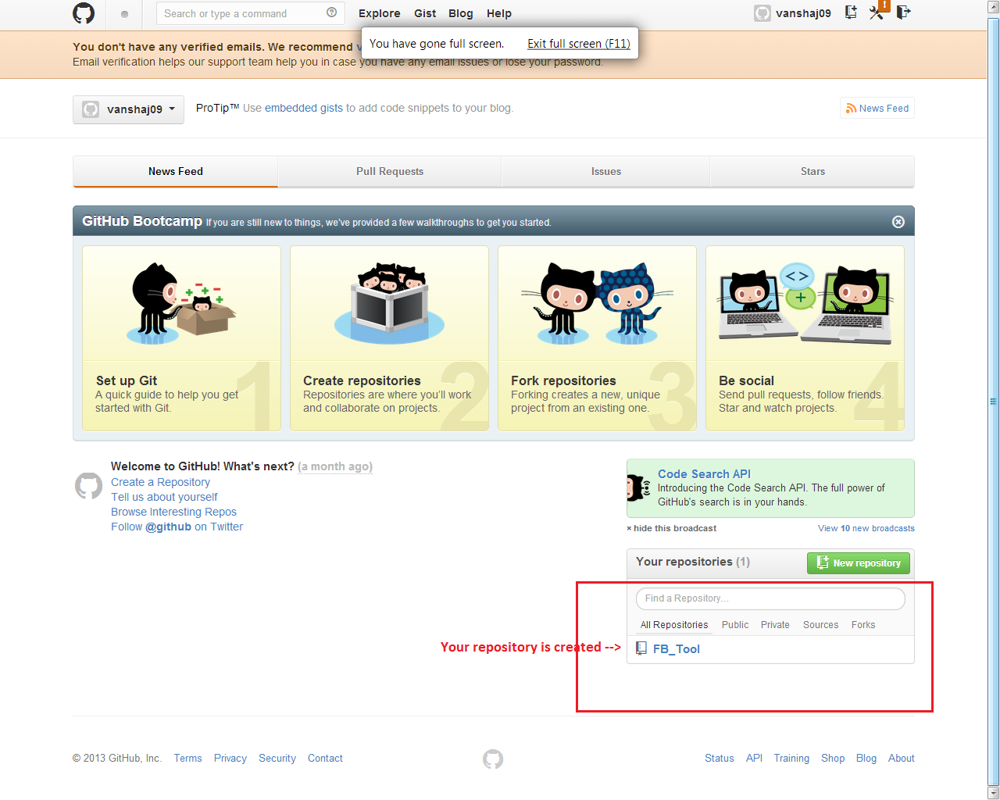 Search or type a command
Explore Gist Blog Help
vanshaj09
!
You have gone full screen. Exit full screen (F11)
You don't have any verified emails. We recommend
Email verification helps our support team help you in case you have any email issues or lose your password.
vanshaj09
ProTip™ Use embedded gists to add code snippets to your blog.
News Feed
News Feed Pull Requests Issues Stars
GitHub Bootcamp If you are still new to things, we've provided a few walkthroughs to get you started.
<>
+
1
Set up Git
A quick guide to help you get
started with Git.
2
Create repositories
Repositories are where you'll work
and collaborate on projects.
3
Fork repositories
Forking creates a new, unique
project from an existing one.
4
Be social
Send pull requests, follow friends.
Star and watch projects.
Welcome to GitHub! What's next? (a month ago)
Create a Repository
Tell us about yourself
Browse Interesting Repos
Follow @github on Twitter
Code Search API
Introducing the Code Search API. The full power of
GitHub's search is in your hands.
× hide this broadcast
View 10 new broadcasts
Your repositories (1)
New repository
Find a Repository...
All Repositories Public Private Sources Forks
Your repository is created -->
FB_Tool
© 2013 GitHub, Inc. Terms Privacy Security Contact
Status API Training Shop Blog About